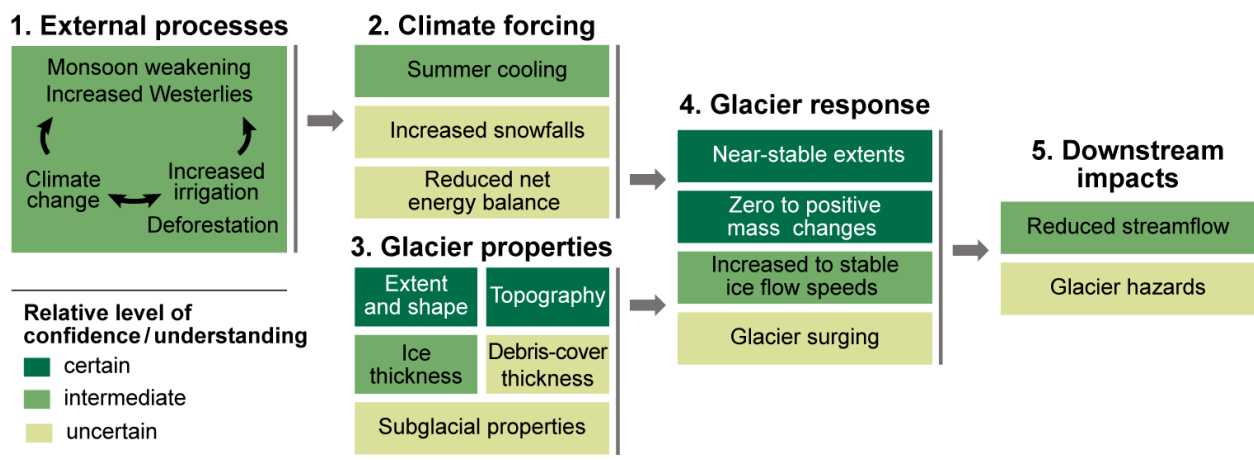 1. External processes
Monsoon weakening
Increased Westerlies
Climate
change
Increased
irrigation
Deforestation
Relative level of
confidence / understanding
certain
intermediate
uncertain
2. Climate forcing
Summer cooling
Increased snowfalls
Reduced net
energy balance
3. Glacier properties
Extent
and shape
Topography
Ice
thickness
Debris-cover
thickness
Subglacial properties
4. Glacier response
Near-stable extents
Zero to positive
mass changes
Increased to stable
ice flow speeds
Glacier surging
5. Downstream
impacts
Reduced streamflow
Glacier hazards